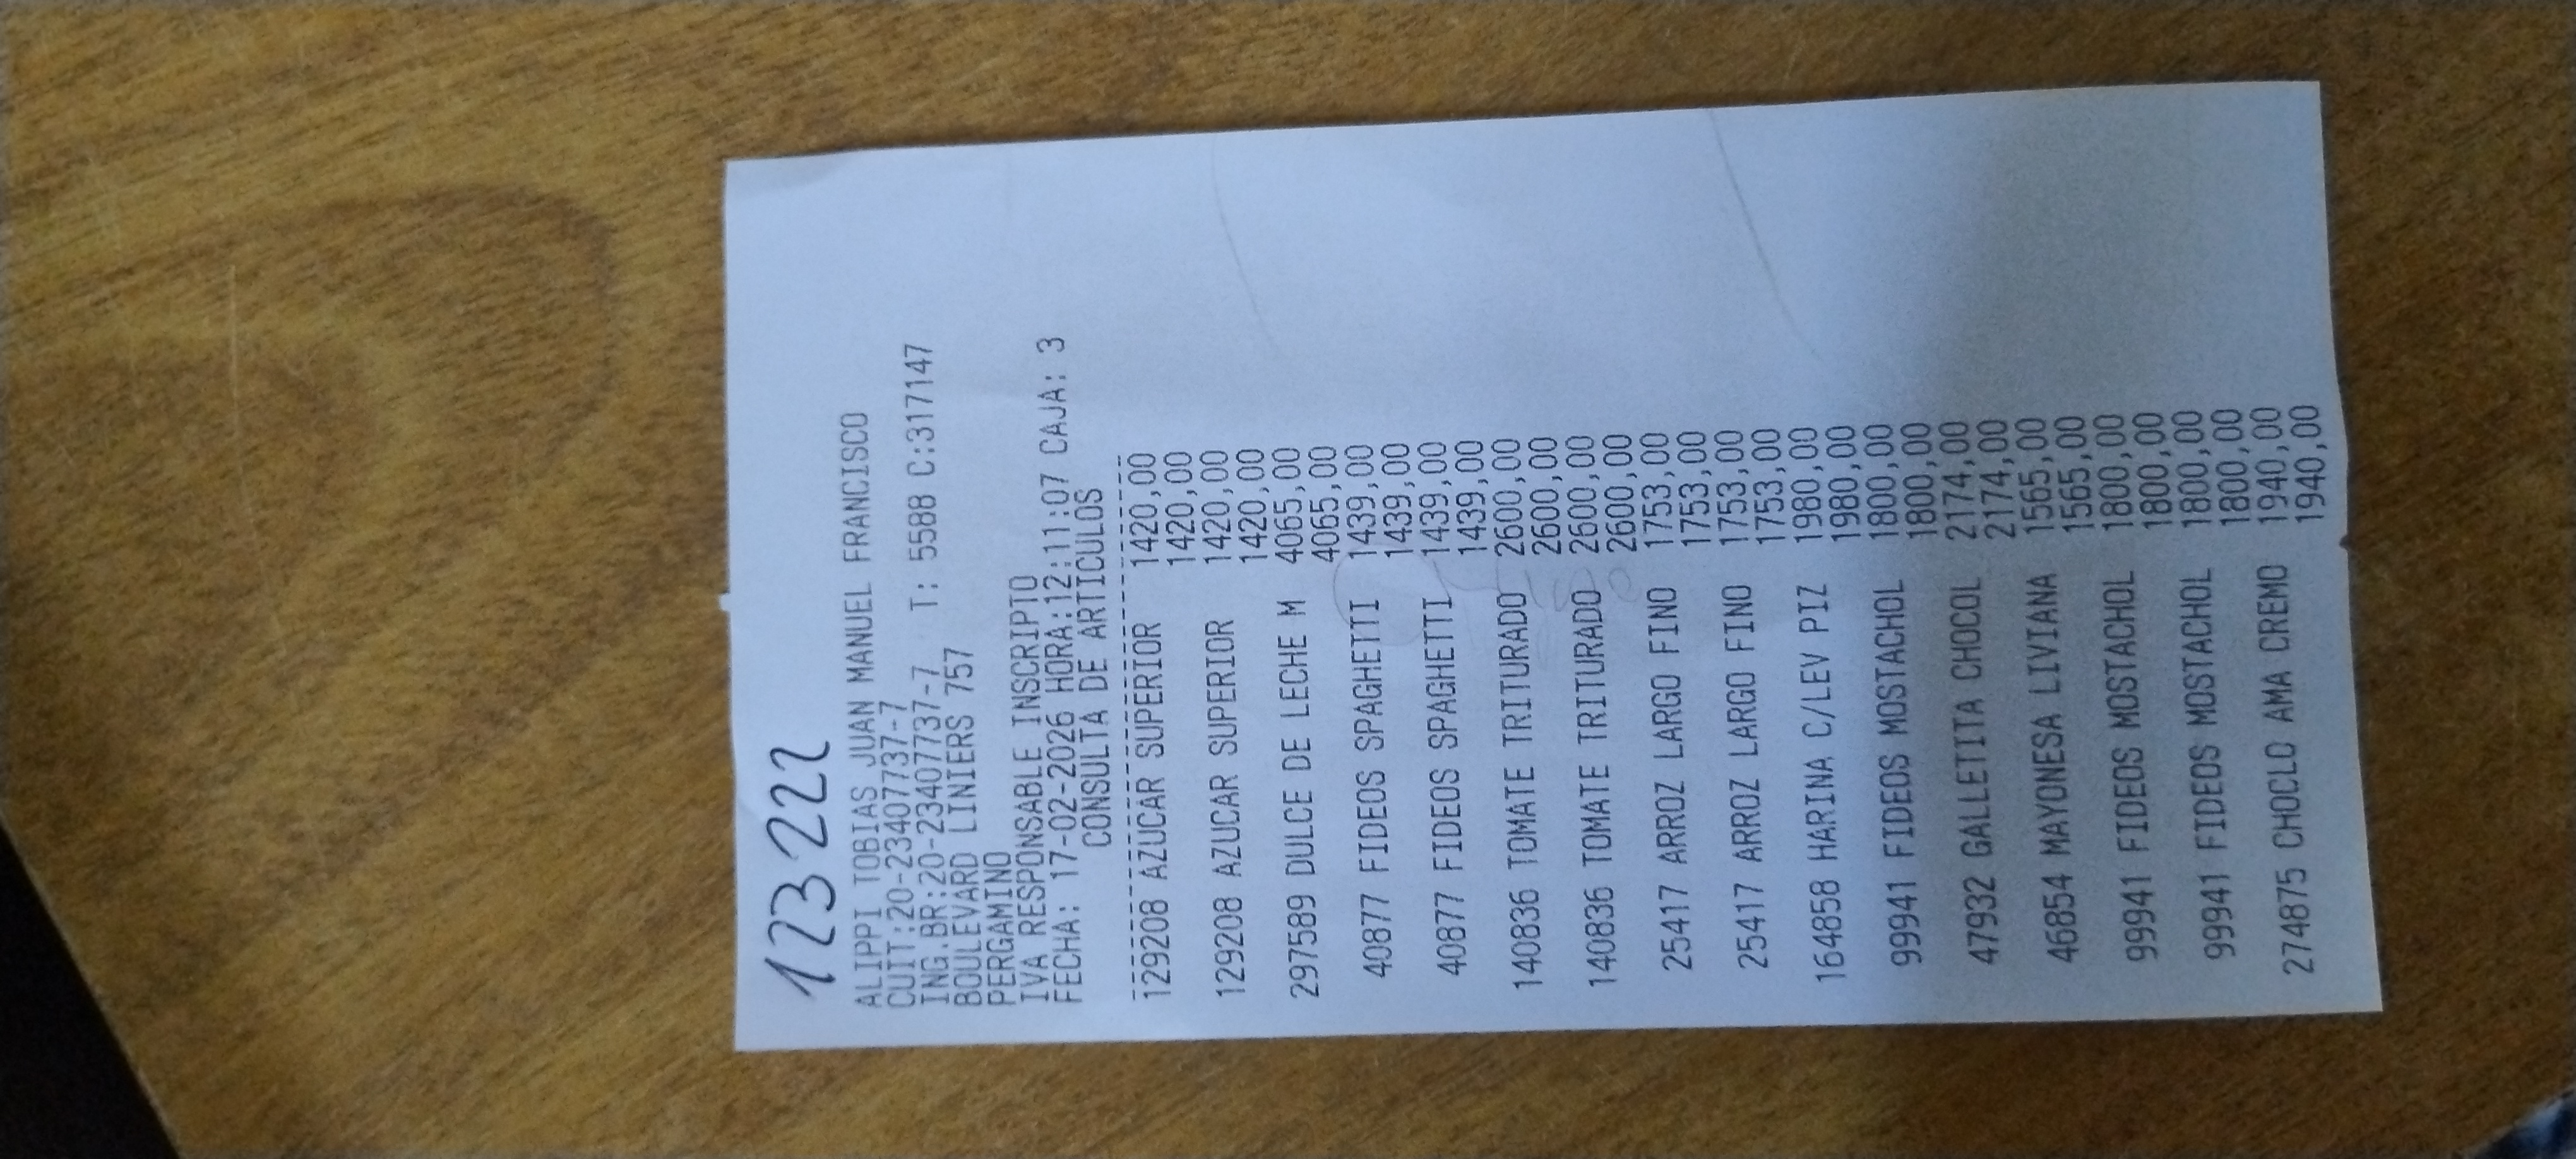 12322
ALIPPI TOBIAS JUAN MANUEL FRANCISCO
CUIT:20-23407737-7
ING.BR:20-23407737-7 T: 5588 C:317147
BOULEVARD LINIERS 757
PERGAMINO
IVA RESPONSABLE INSCRIPTO
FECHA: 17-02-2026 HORA:12:11:07 CAJA: 3
CONSULTA DE ARTICULOS
129208 AZUCAR SUPERIOR 1420,00
1420,00
129208 AZUCAR SUPERIOR 1420,00
1420,00
297589 DULCE DE LECHE M 4065,00
4065,00
40877 FIDEOS SPAGHETTI 1439,00
1439,00
40877 FIDEOS SPAGHETTI 1439,00
1439,00
140836 TOMATE TRITURADO 2600,00
2600,00
140836 TOMATE TRITURADO 2600,00
2600,00
25417 ARROZ LARGO FINO 1753,00
1753,00
25417 ARROZ LARGO FINO 1753,00
1753,00
164858 HARINA C/LEV PIZ 1980,00
1980,00
99941 FIDEOS MOSTACHOL 1800,00
1800,00
47932 GALLETITA CHOCOL 2174,00
2174,00
46854 MAYONESA LIVIANA 1565,00
1565,00
99941 FIDEOS MOSTACHOL 1800,00
1800,00
99941 FIDEOS MOSTACHOL 1800,00
1800,00
274875 CHOCLO AMA CREMO 1940,00
1940,00